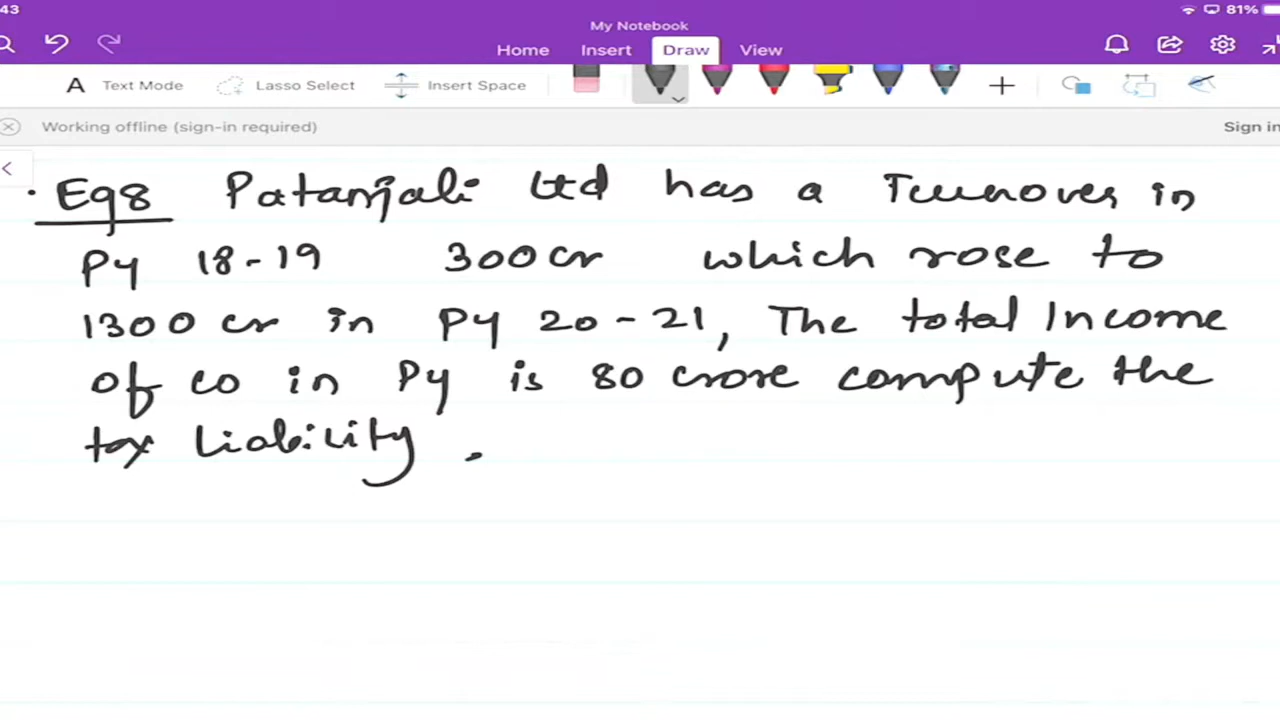 43
81%
My Notebook
Home Insert Draw View
A Text Mode Lasso Select Insert Space
Working offline (sign-in required) Sign in
Eg8 Patanjali Ltd has a Turnover in
Py 18-19 300cr which rose to
1300 cr in Py 20-21, The total Income
of co in Py is 80 crore compute the
tax liability.